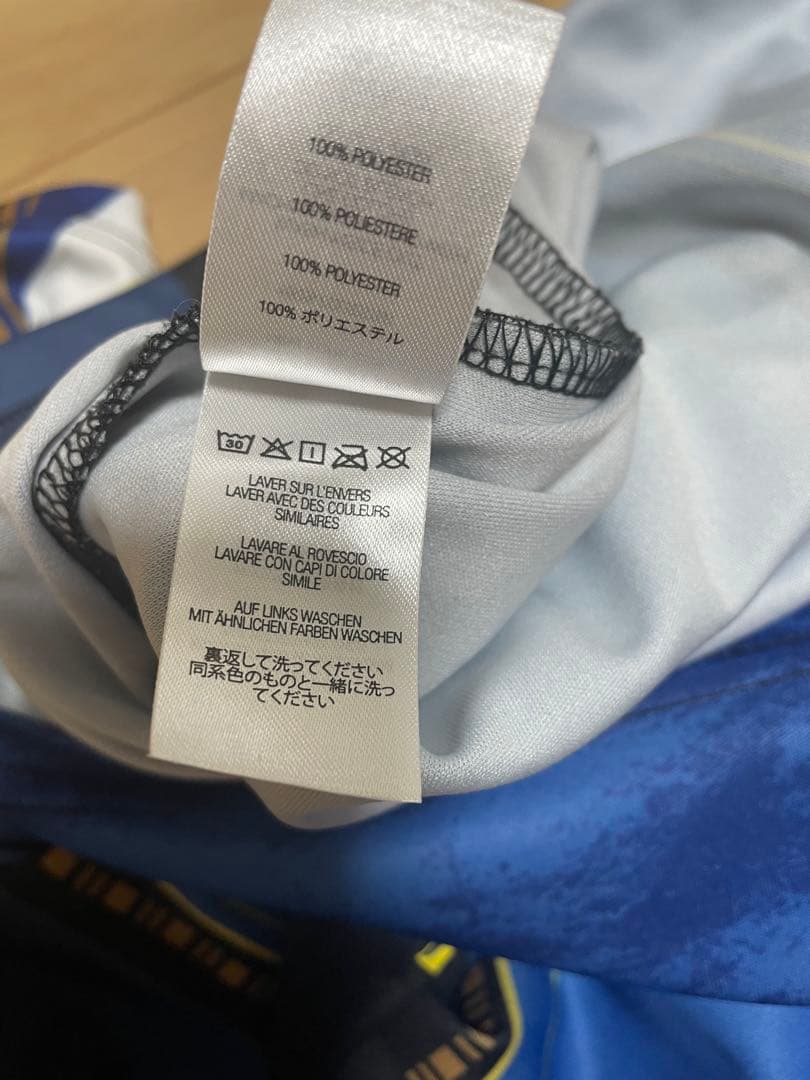 100% POLYESTER
100% POLIESTERE
100% POLYESTER
100% ポリエステル
30
LAVER SUR L'ENVERS
LAVER AVEC DES COULEURS
SIMILAIRES
LAVARE AL ROVESCIO
LAVARE CON CAPI DI COLORE
SIMILE
AUF LINKS WASCHEN
MIT ÄHNLICHEN FARBEN WASCHEN
裏返して洗ってください
同系色のものと一緒に洗っ
てください